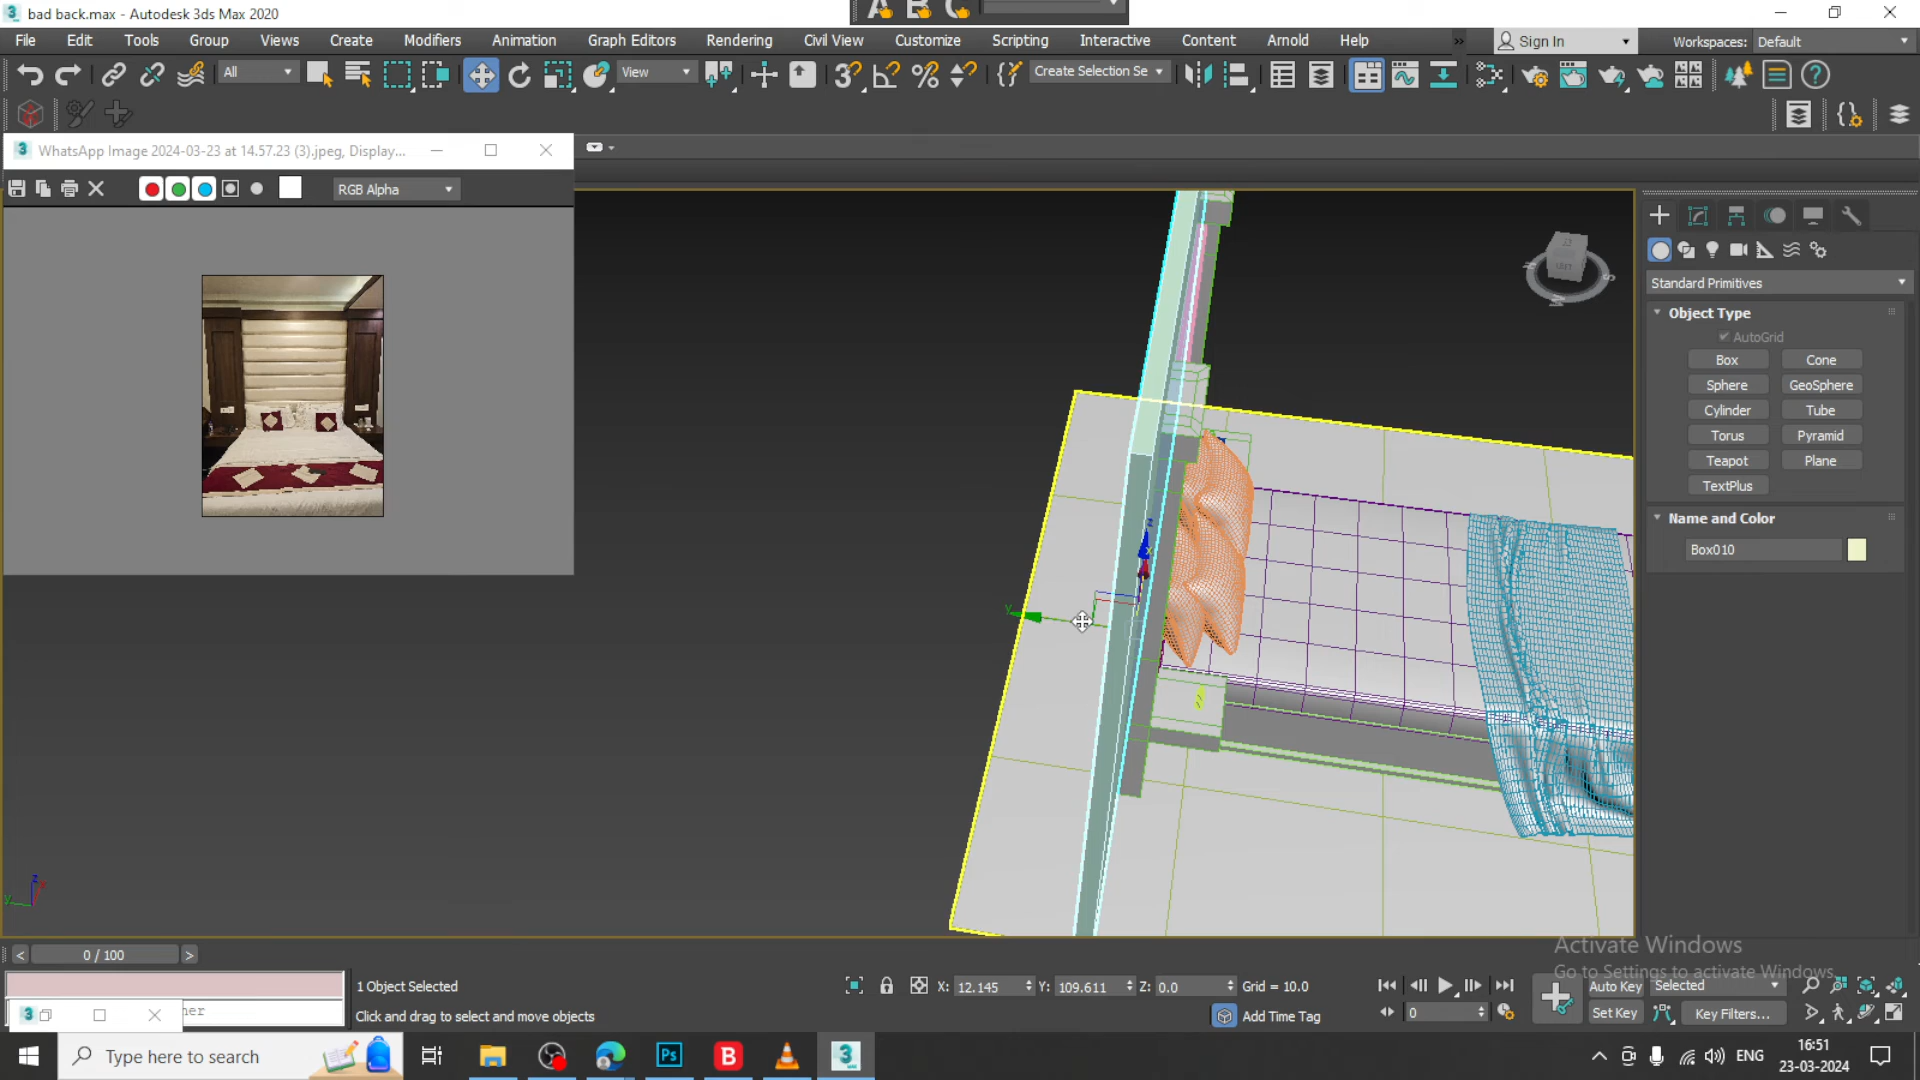 bad back.max - Autodesk 3ds Max 2020
File Edit Tools Group Views Create Modifiers Animation Graph Editors Rendering Civil View Customize Scripting Interactive Content Arnold Help
Sign In
Workspaces: Default
All
View
Create Selection Se
WhatsApp Image 2024-03-23 at 14.57.23 (3).jpeg, Display...
RGB Alpha
Standard Primitives
Object Type
AutoGrid
Box Cone
Sphere GeoSphere
Cylinder Tube
Torus Pyramid
Teapot Plane
TextPlus
Name and Color
Box010
Activate Windows
Go to Settings to activate Windows.
0 / 100
1 Object Selected
X: 12.145 Y: 109.611 Z: 0.0 Grid = 10.0
Auto Key Selected
Click and drag to select and move objects
Add Time Tag
0
Set Key Key Filters...
Type here to search
Ps
B
3
ENG
16:51
23-03-2024